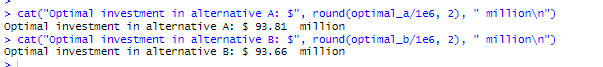 >
> cat("Optimal investment in alternative A: $", round(optimal_a/1e6, 2), " million\n")
Optimal investment in alternative A: $ 93.81  million
> cat("Optimal investment in alternative B: $", round(optimal_b/1e6, 2), " million\n")
Optimal investment in alternative B: $ 93.66  million
>